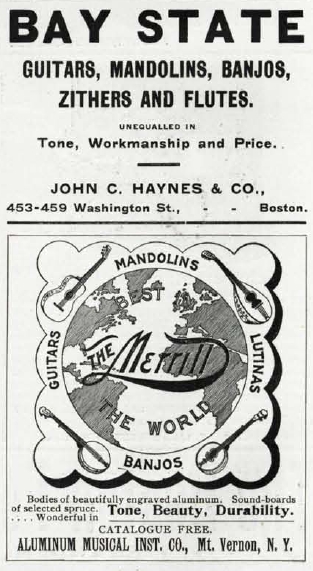 BAY STATE
GUITARS, MANDOLINS, BANJOS,
ZITHERS AND FLUTES.
UNEQUALLED IN
Tone, Workmanship and Price.
JOHN C. HAYNES & CO.,
453-459 Washington St., - - Boston.
MANDOLINS
BEST IN
GUITARS
THE Merrill
LUTINAS
THE WORLD
BANJOS
Bodies of beautifully engraved aluminum. Sound-boards
of selected spruce. Tone, Beauty, Durability.
.... Wonderful in
CATALOGUE FREE.
ALUMINUM MUSICAL INST. CO., Mt. Vernon, N. Y.